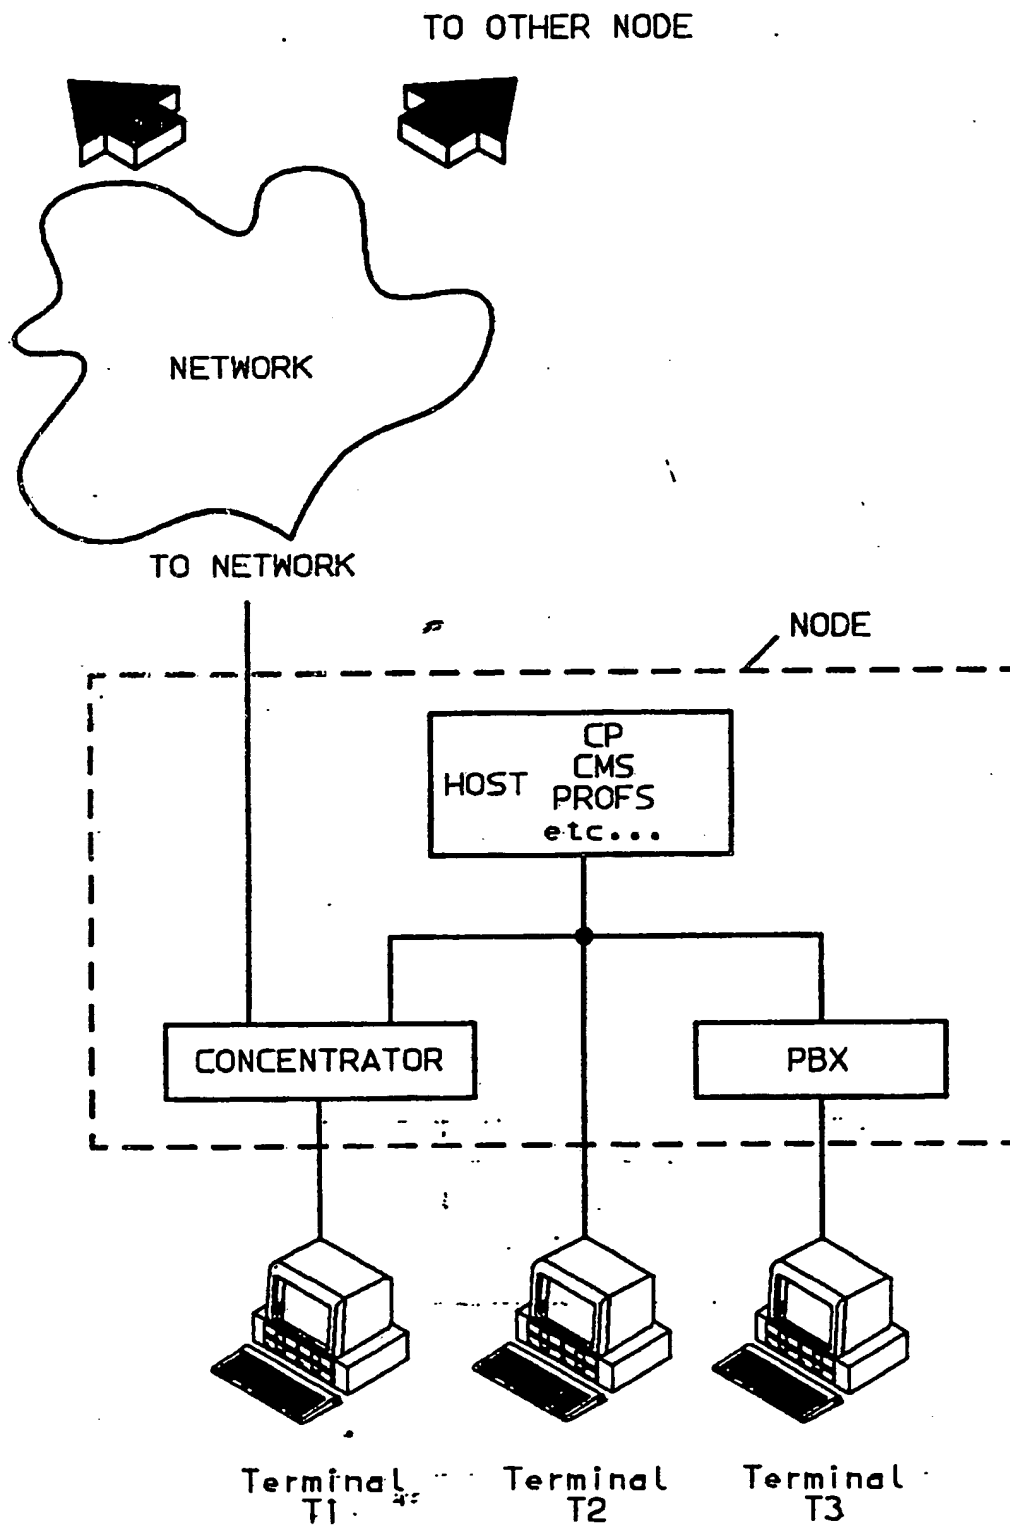 TO OTHER NODE
NETWORK
TO NETWORK
NODE
HOST
CP
CMS
PROFS
etc...
CONCENTRATOR
PBX
Terminal
T1
Terminal
T2
Terminal
T3